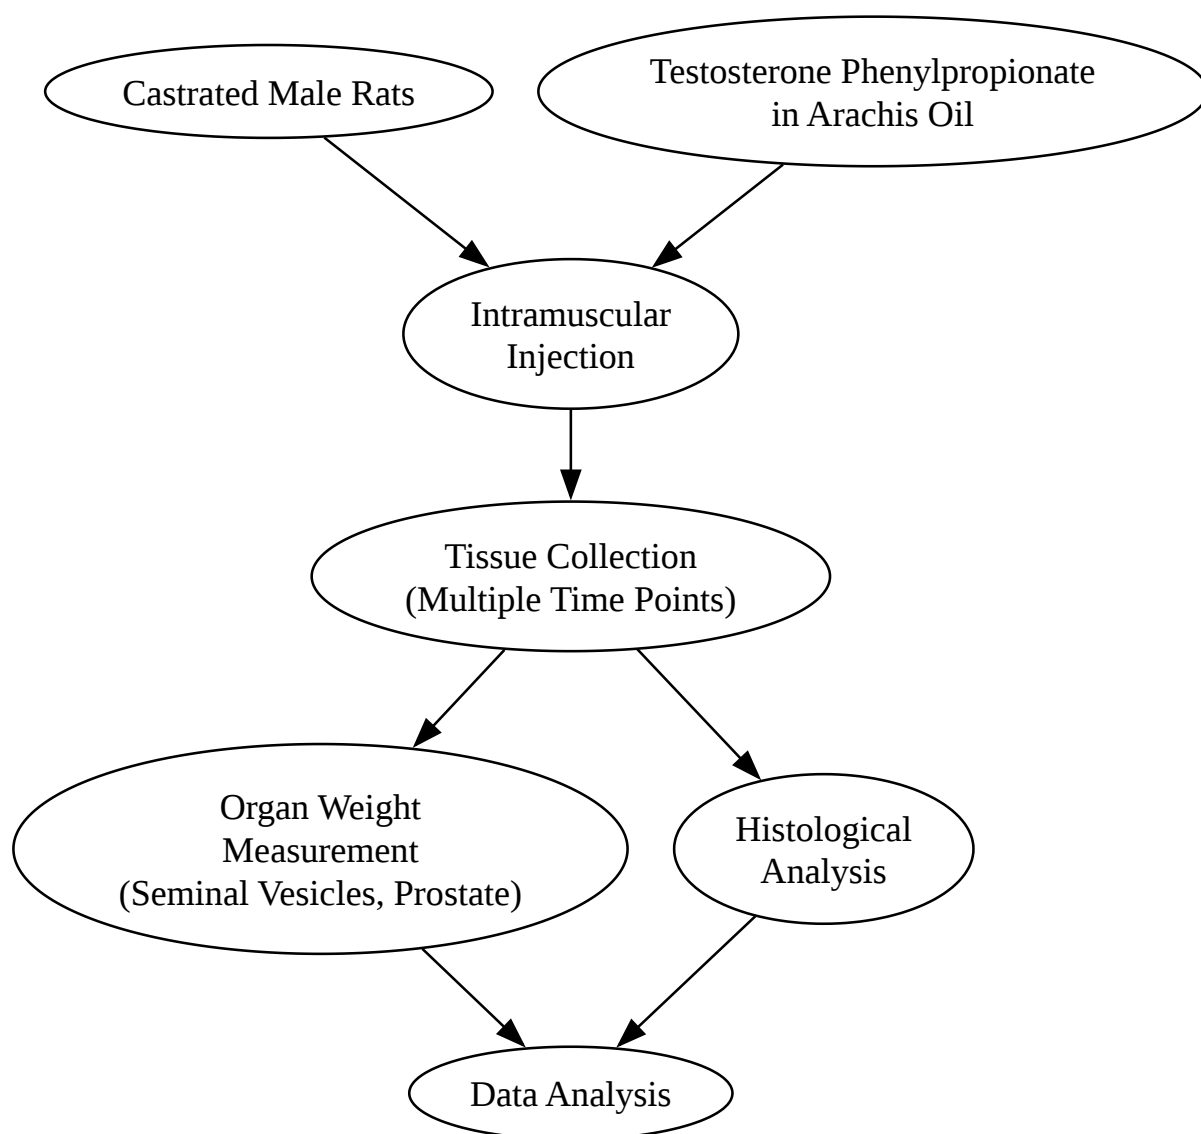 Castrated Male Rats
Testosterone Phenylpropionate
in Arachis Oil
Intramuscular
Injection
Tissue Collection
(Multiple Time Points)
Organ Weight
Measurement
(Seminal Vesicles, Prostate)
Histological
Analysis
Data Analysis